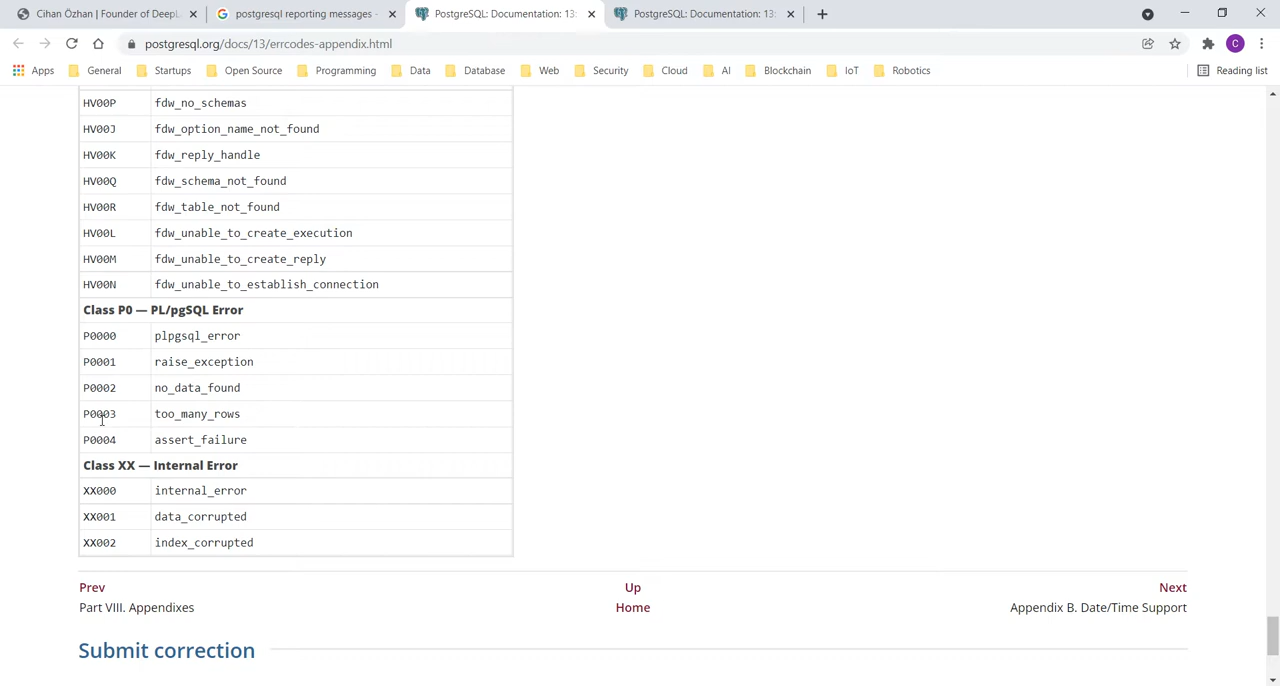 Cihan Özhan | Founder of DeepL
postgresql reporting messages -
PostgreSQL: Documentation: 13:
PostgreSQL: Documentation: 13:
postgresql.org/docs/13/errcodes-appendix.html
C
Apps
General
Startups
Open Source
Programming
Data
Database
Web
Security
Cloud
AI
Blockchain
IoT
Robotics
Reading list
HV00P fdw_no_schemas
HV00J fdw_option_name_not_found
HV00K fdw_reply_handle
HV00Q fdw_schema_not_found
HV00R fdw_table_not_found
HV00L fdw_unable_to_create_execution
HV00M fdw_unable_to_create_reply
HV00N fdw_unable_to_establish_connection
Class P0 — PL/pgSQL Error
P0000 plpgsql_error
P0001 raise_exception
P0002 no_data_found
P0003 too_many_rows
P0004 assert_failure
Class XX — Internal Error
XX000 internal_error
XX001 data_corrupted
XX002 index_corrupted
Prev Up Next
Part VIII. Appendixes Home Appendix B. Date/Time Support
Submit correction